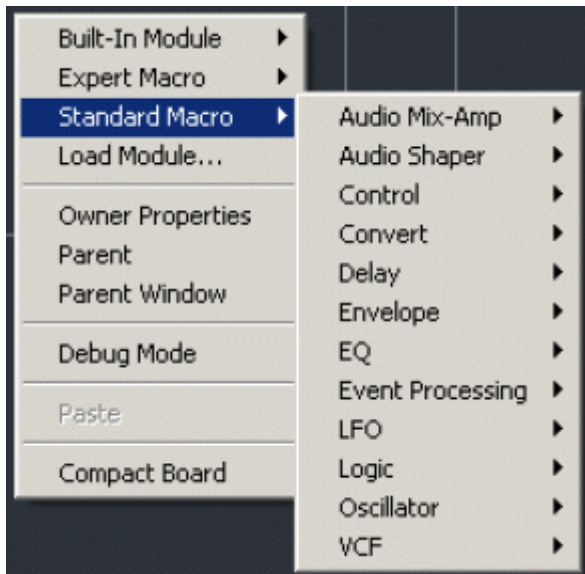 Built-In Module
Expert Macro
Standard Macro
Load Module...
Owner Properties
Parent
Parent Window
Debug Mode
Paste
Compact Board
Audio Mix-Amp
Audio Shaper
Control
Convert
Delay
Envelope
EQ
Event Processing
LFO
Logic
Oscillator
VCF